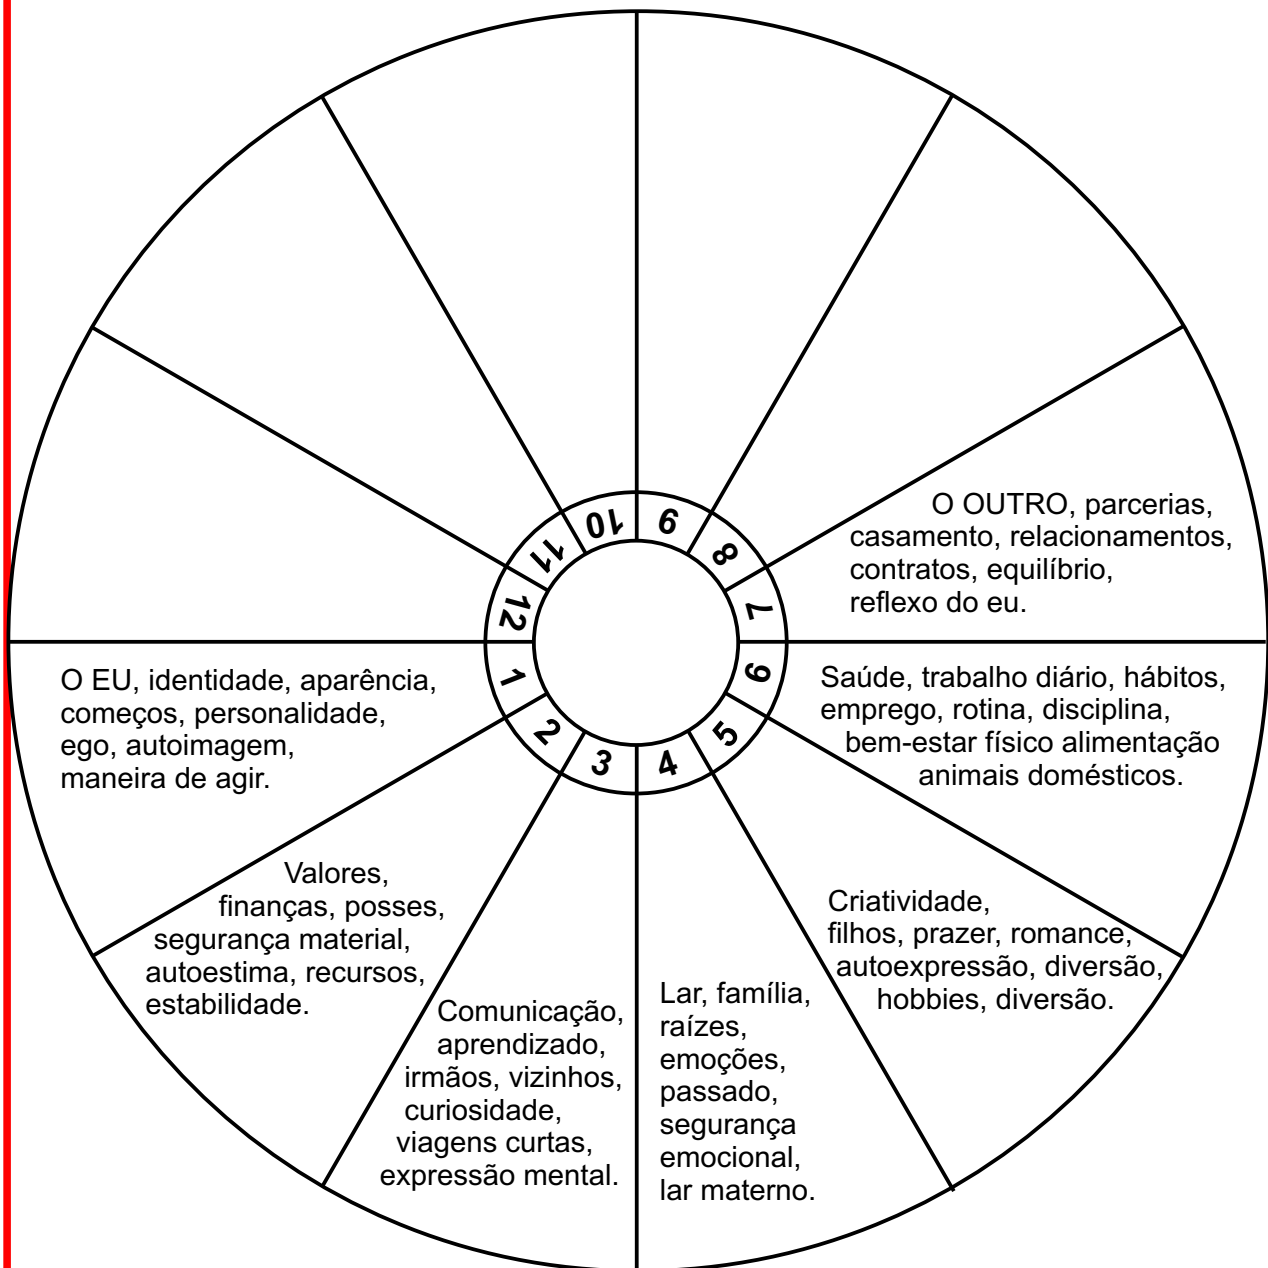 O OUTRO, parcerias,
casamento, relacionamentos,
contratos, equilíbrio,
reflexo do eu.
10
9
11
8
12
7
1
6
2
5
3
4
O EU, identidade, aparência,
começos, personalidade,
ego, autoimagem,
maneira de agir.
Saúde, trabalho diário, hábitos,
emprego, rotina, disciplina,
bem-estar físico alimentação
animais domésticos.
Valores,
finanças, posses,
segurança material,
autoestima, recursos,
estabilidade.
Criatividade,
filhos, prazer, romance,
autoexpressão, diversão,
hobbies, diversão.
Comunicação,
aprendizado,
irmãos, vizinhos,
curiosidade,
viagens curtas,
expressão mental.
Lar, família,
raízes,
emoções,
passado,
segurança
emocional,
lar materno.